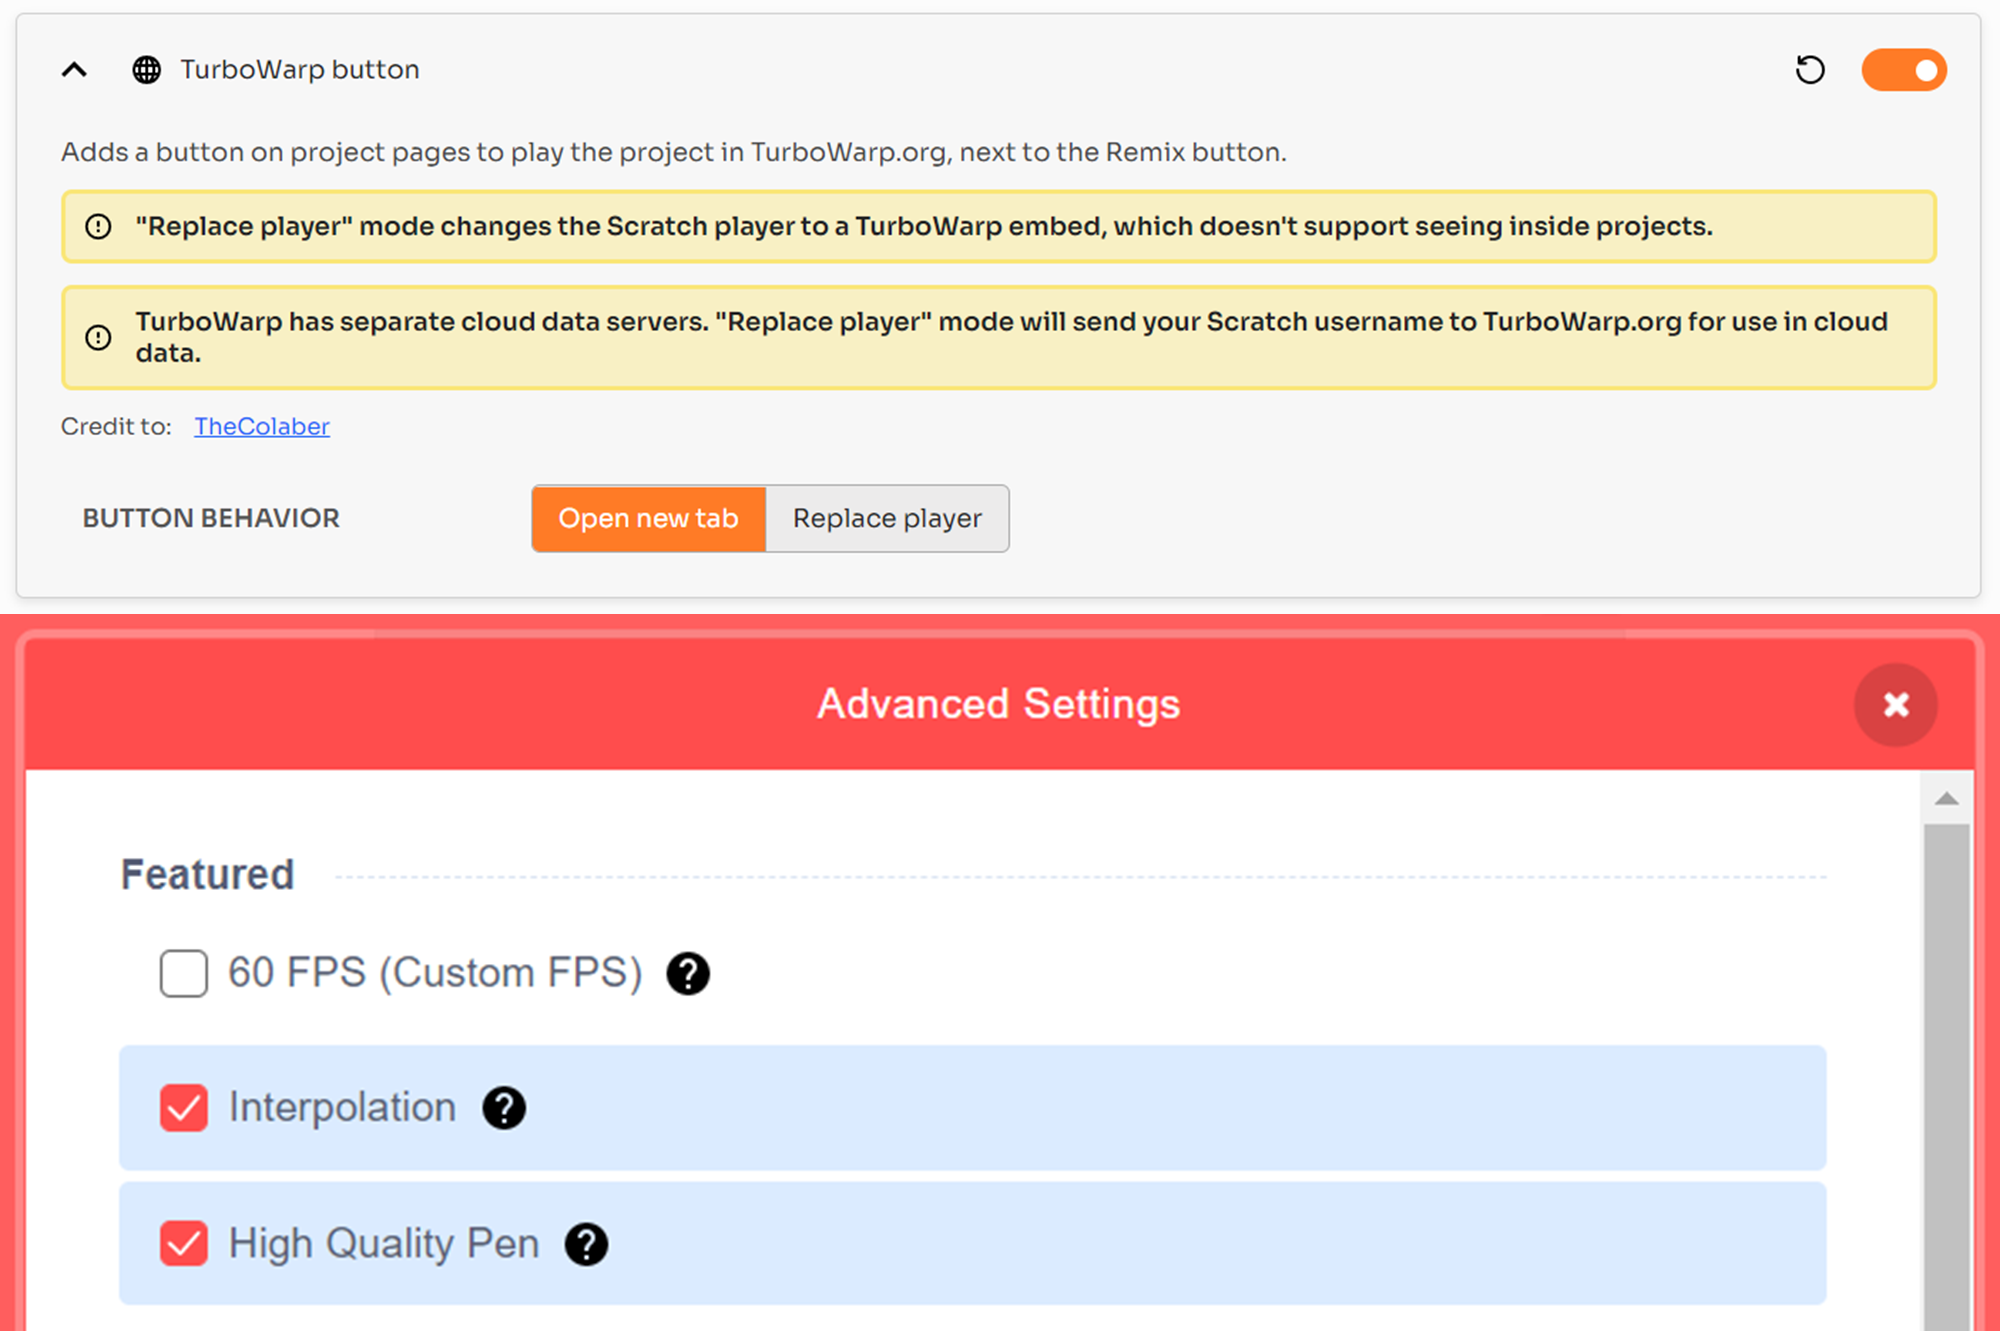 TurboWarp button
Adds a button on project pages to play the project in TurboWarp.org, next to the Remix button.
"Replace player" mode changes the Scratch player to a TurboWarp embed, which doesn't support seeing inside projects.
TurboWarp has separate cloud data servers. "Replace player" mode will send your Scratch username to TurboWarp.org for use in cloud
data.
Credit to: TheColaber
BUTTON BEHAVIOR Open new tab Replace player
Advanced Settings
Featured
60 FPS (Custom FPS)
Interpolation
High Quality Pen